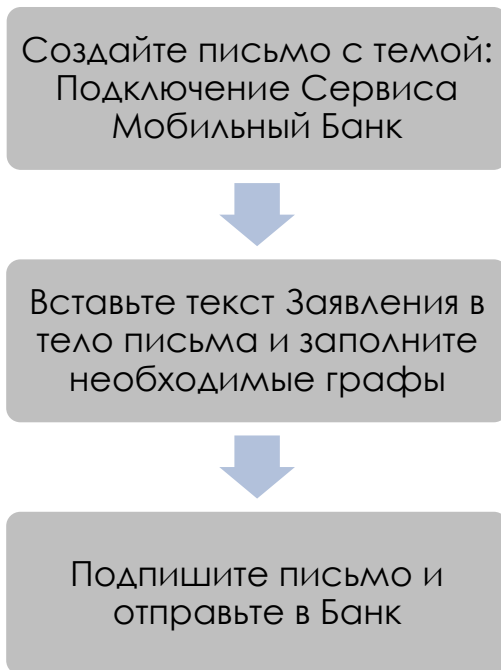 Создайте письмо с темой:
Подключение Сервиса
Мобильный Банк
Вставьте текст Заявления в
тело письма и заполните
необходимые графы
Подпишите письмо и
отправьте в Банк